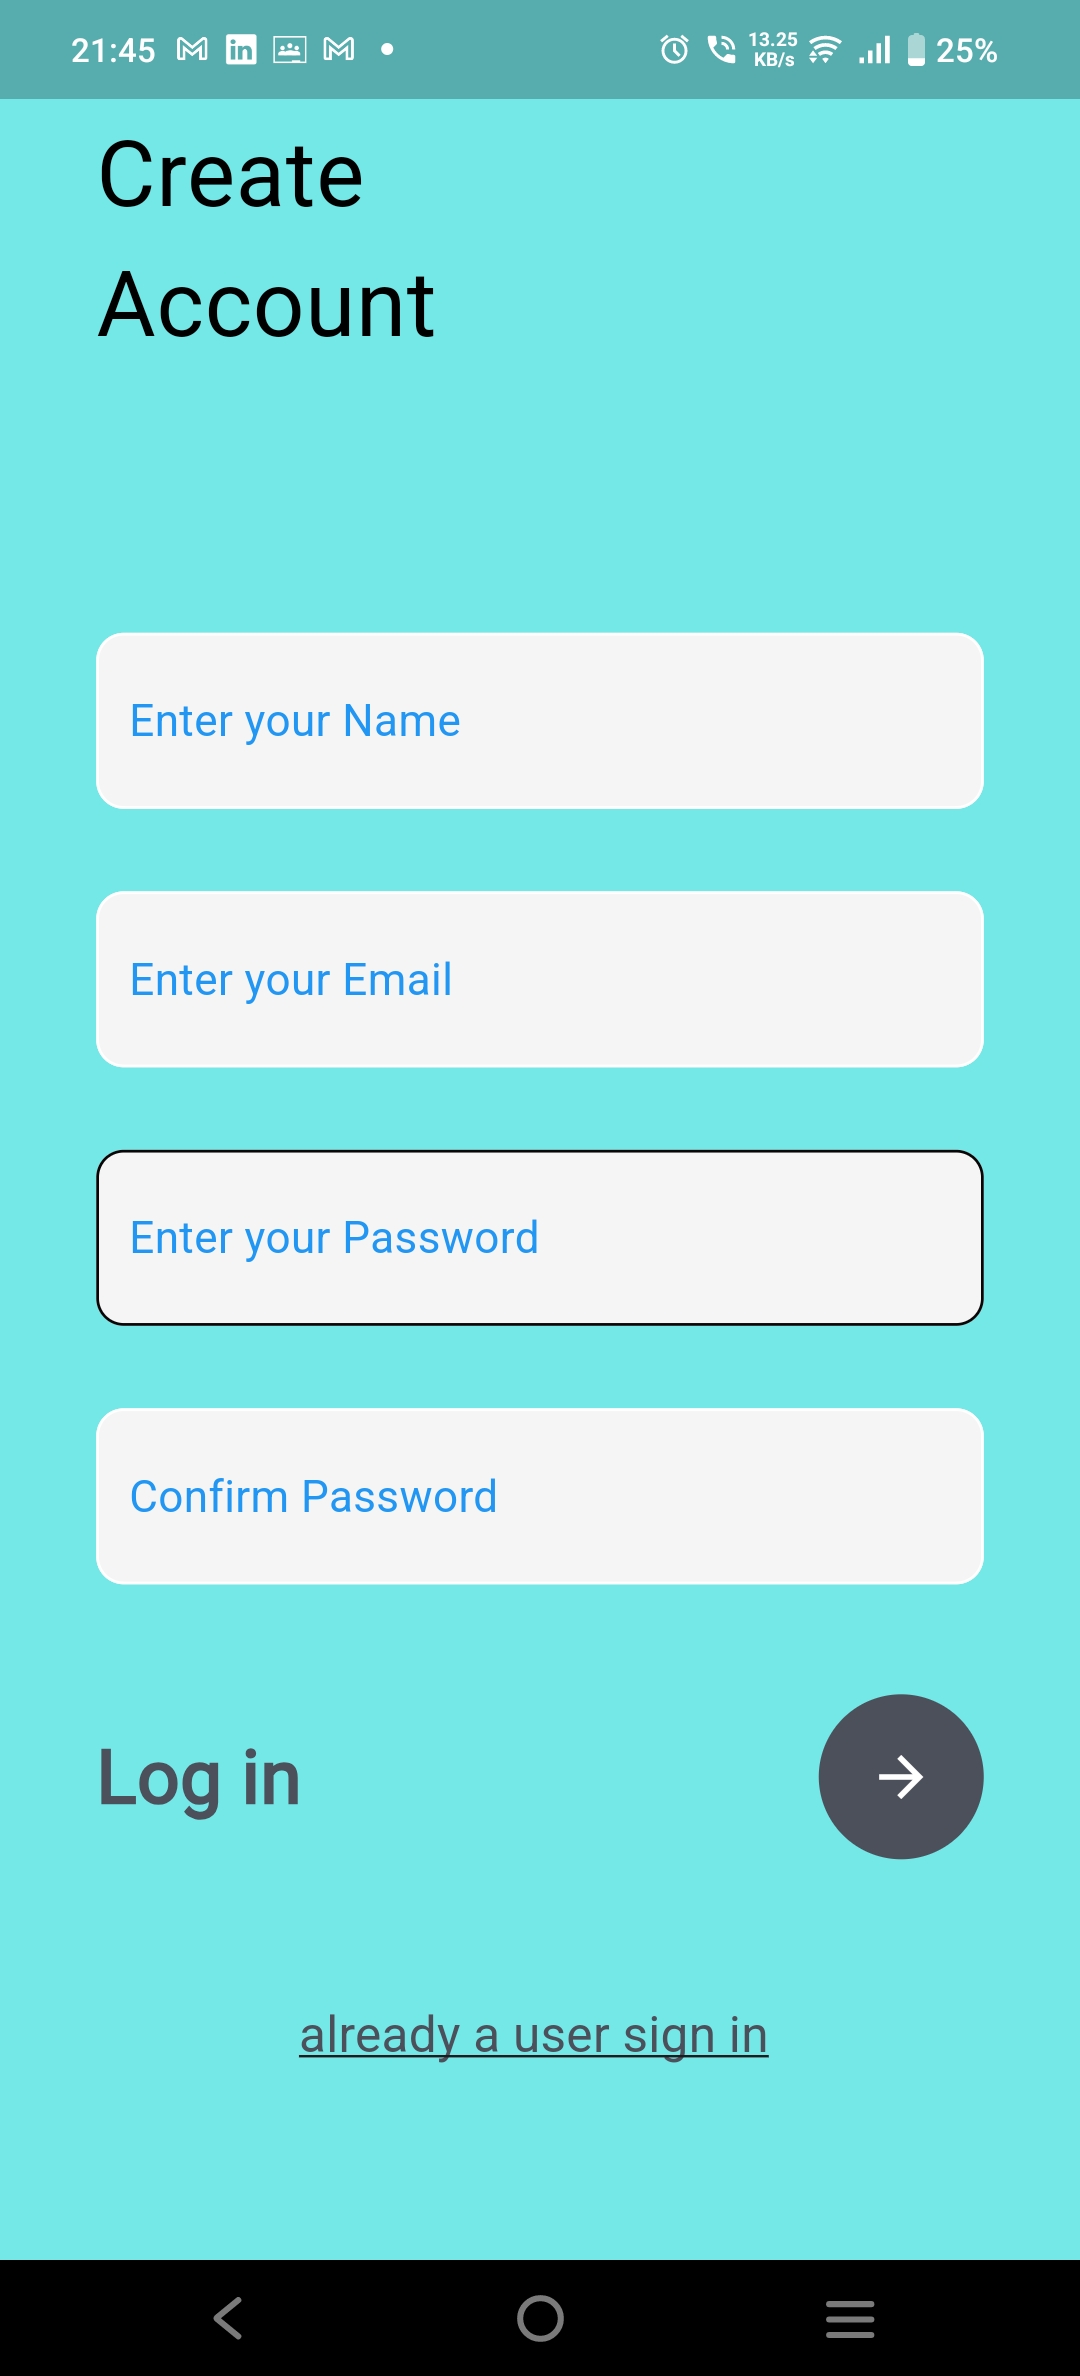 21:45 in 13.25 KB/s 25%
Create
Account
Enter your Name
Enter your Email
Enter your Password
Confirm Password
Log in
already a user sign in